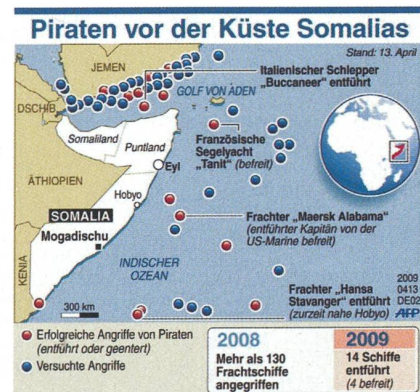 Piraten vor der Küste Somalias
Stand: 13. April
JEMEN
Italienischer Schlepper
"Buccaneer" entführt
GOLF VON ADEN
DSCHIB.
Somaliland
Puntland
Französische
Segelyacht
„Tanit“ (befreit)
Eyl
ÄTHIOPIEN
Hobyo
SOMALIA
Mogadischu
Frachter „Maersk Alabama“
(entführter Kapitän von der
US-Marine befreit)
INDISCHER
OZEAN
KENIA
300 km
Frachter „Hansa
Stavanger“ entführt
(zurzeit nahe Hobyo)
2009
0413
DE02
AFP
Erfolgreiche Angriffe von Piraten
(entführt oder geentert)
Versuchte Angriffe
2008
Mehr als 130
Frachtschiffe
angegriffen
2009
14 Schiffe
entführt
(4 befreit)